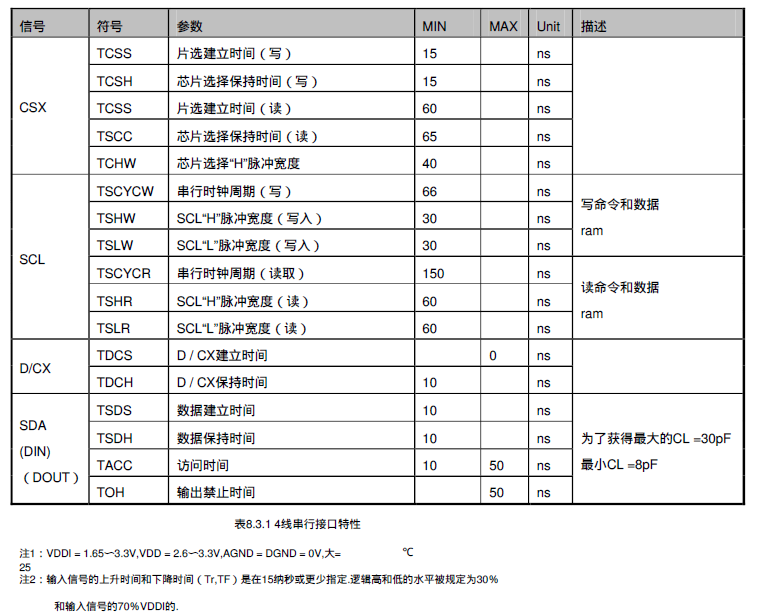 信号 符号 参数 MIN MAX Unit 描述
CSX TCSS 片选建立时间（写） 15 ns
TCSH 芯片选择保持时间（写） 15 ns
TCSS 片选建立时间（读） 60 ns
TSCC 芯片选择保持时间（读） 65 ns
TCHW 芯片选择“H”脉冲宽度 40 ns
SCL TSCYCW 串行时钟周期（写） 66 ns 写命令和数据
ram
TSHW SCL“H”脉冲宽度（写入） 30 ns
TSLW SCL“L”脉冲宽度（写入） 30 ns
TSCYCR 串行时钟周期（读取） 150 ns 读命令和数据
ram
TSHR SCL“H”脉冲宽度（读） 60 ns
TSLR SCL“L”脉冲宽度（读） 60 ns
D/CX TDCS D / CX建立时间 0 ns
TDCH D / CX保持时间 10 ns
SDA
(DIN)
（DOUT）
TSDS 数据建立时间 10 ns
TSDH 数据保持时间 10 ns 为了获得最大的CL =30pF
TACC 访问时间 10 50 ns 最小CL =8pF
TOH 输出禁止时间 50 ns
表8.3.1 4线串行接口特性
注1：VDDI = 1.65∽3.3V,VDD = 2.6∽3.3V,AGND = DGND = 0V,大= ℃
25
注2：输入信号的上升时间和下降时间（Tr,TF）是在15纳秒或更少指定.逻辑高和低的水平被规定为30%
和输入信号的70%VDDI的.